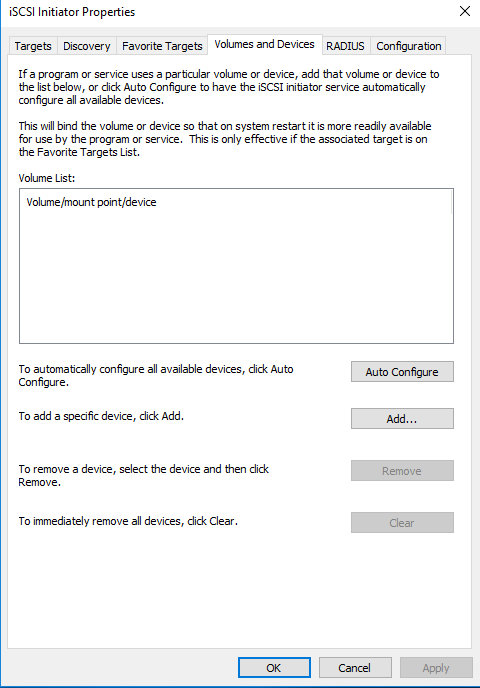 iSCSI Initiator Properties
Targets Discovery Favorite Targets Volumes and Devices RADIUS Configuration
If a program or service uses a particular volume or device, add that volume or device to
the list below, or click Auto Configure to have the iSCSI initiator service automatically
configure all available devices.
This will bind the volume or device so that on system restart it is more readily available
for use by the program or service.  This is only effective if the associated target is on
the Favorite Targets List.
Volume List:
Volume/mount point/device
To automatically configure all available devices, click Auto
Configure.
Auto Configure
To add a specific device, click Add.
Add...
To remove a device, select the device and then click
Remove.
Remove
To immediately remove all devices, click Clear.
Clear
OK Cancel Apply